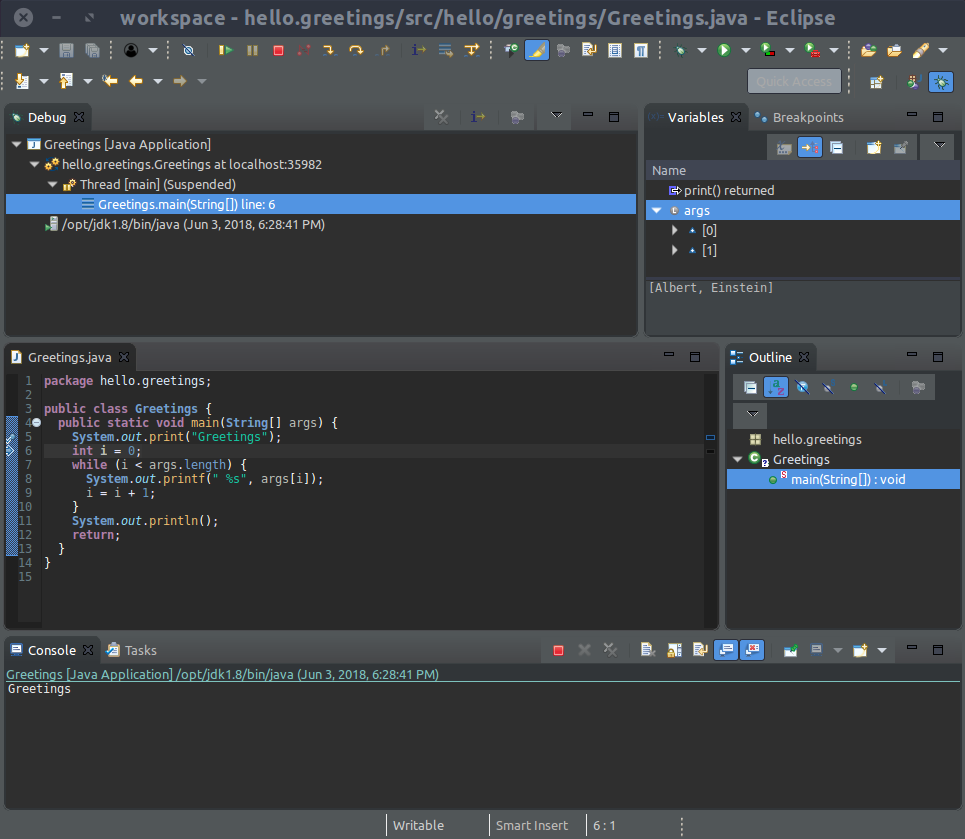 workspace - hello.greetings/src/hello/greetings/Greetings.java - Eclipse
Quick Access
Debug
Greetings [Java Application]
hello.greetings.Greetings at localhost:35982
Thread [main] (Suspended)
Greetings.main(String[]) line: 6
/opt/jdk1.8/bin/java (Jun 3, 2018, 6:28:41 PM)
Variables
Breakpoints
Name
print() returned
args
[0]
[1]
[Albert, Einstein]
Greetings.java
1 package hello.greetings;
2
3 public class Greetings {
4 public static void main(String[] args) {
5 System.out.print("Greetings");
6 int i = 0;
7 while (i < args.length) {
8 System.out.printf(" %s", args[i]);
9 i = i + 1;
10 }
11 System.out.println();
12 return;
13 }
14 }
15
Outline
hello.greetings
Greetings
main(String[]) : void
Console
Tasks
Greetings [Java Application] /opt/jdk1.8/bin/java (Jun 3, 2018, 6:28:41 PM)
Greetings
Writable
Smart Insert
6 : 1